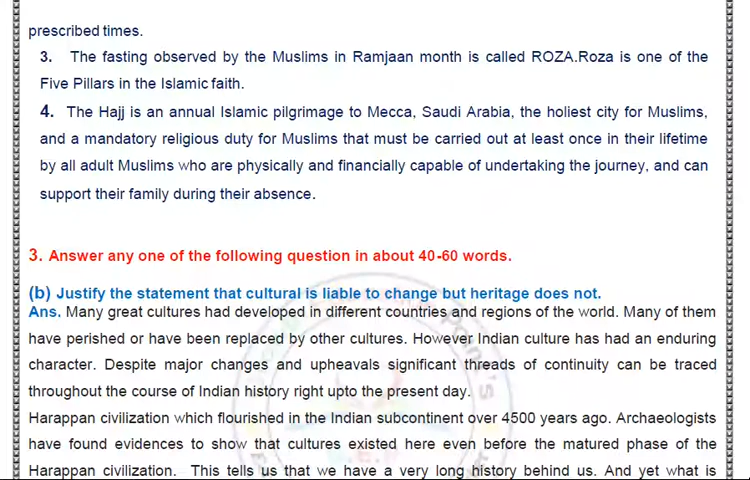 prescribed times.
3. The fasting observed by the Muslims in Ramjaan month is called ROZA.Roza is one of the
Five Pillars in the Islamic faith.
4. The Hajj is an annual Islamic pilgrimage to Mecca, Saudi Arabia, the holiest city for Muslims,
and a mandatory religious duty for Muslims that must be carried out at least once in their lifetime
by all adult Muslims who are physically and financially capable of undertaking the journey, and can
support their family during their absence.
3. Answer any one of the following question in about 40-60 words.
(b) Justify the statement that cultural is liable to change but heritage does not.
Ans. Many great cultures had developed in different countries and regions of the world. Many of them
have perished or have been replaced by other cultures. However Indian culture has had an enduring
character. Despite major changes and upheavals significant threads of continuity can be traced
throughout the course of Indian history right upto the present day.
Harappan civilization which flourished in the Indian subcontinent over 4500 years ago. Archaeologists
have found evidences to show that cultures existed here even before the matured phase of the
Harappan civilization. This tells us that we have a very long history behind us. And yet what is